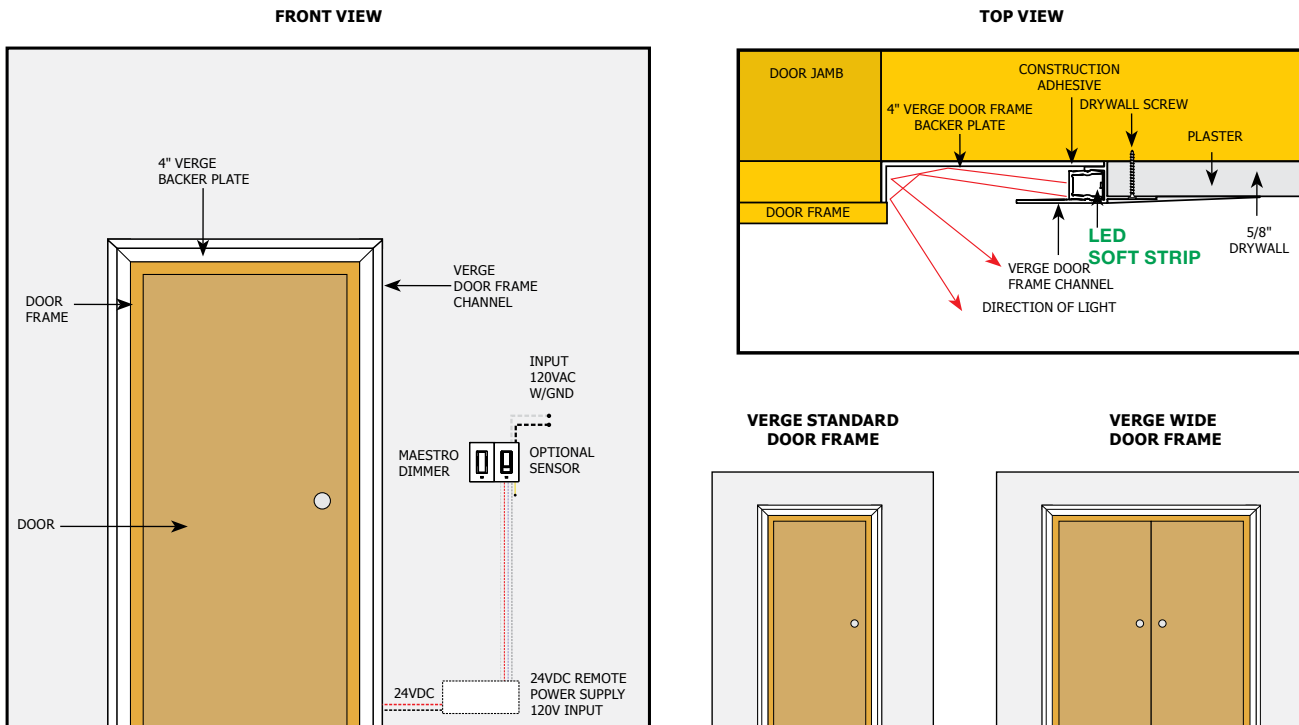 FRONT VIEW
4" VERGE
BACKER PLATE
DOOR
FRAME
VERGE
DOOR FRAME
CHANNEL
INPUT
120VAC
W/GND
MAESTRO
DIMMER
OPTIONAL
SENSOR
DOOR
24VDC
24VDC REMOTE
POWER SUPPLY
120V INPUT
TOP VIEW
DOOR JAMB
CONSTRUCTION
ADHESIVE
4" VERGE DOOR FRAME
BACKER PLATE
DRYWALL SCREW
PLASTER
DOOR FRAME
LED
SOFT STRIP
5/8"
DRYWALL
VERGE DOOR
FRAME CHANNEL
DIRECTION OF LIGHT
VERGE STANDARD
DOOR FRAME
VERGE WIDE
DOOR FRAME